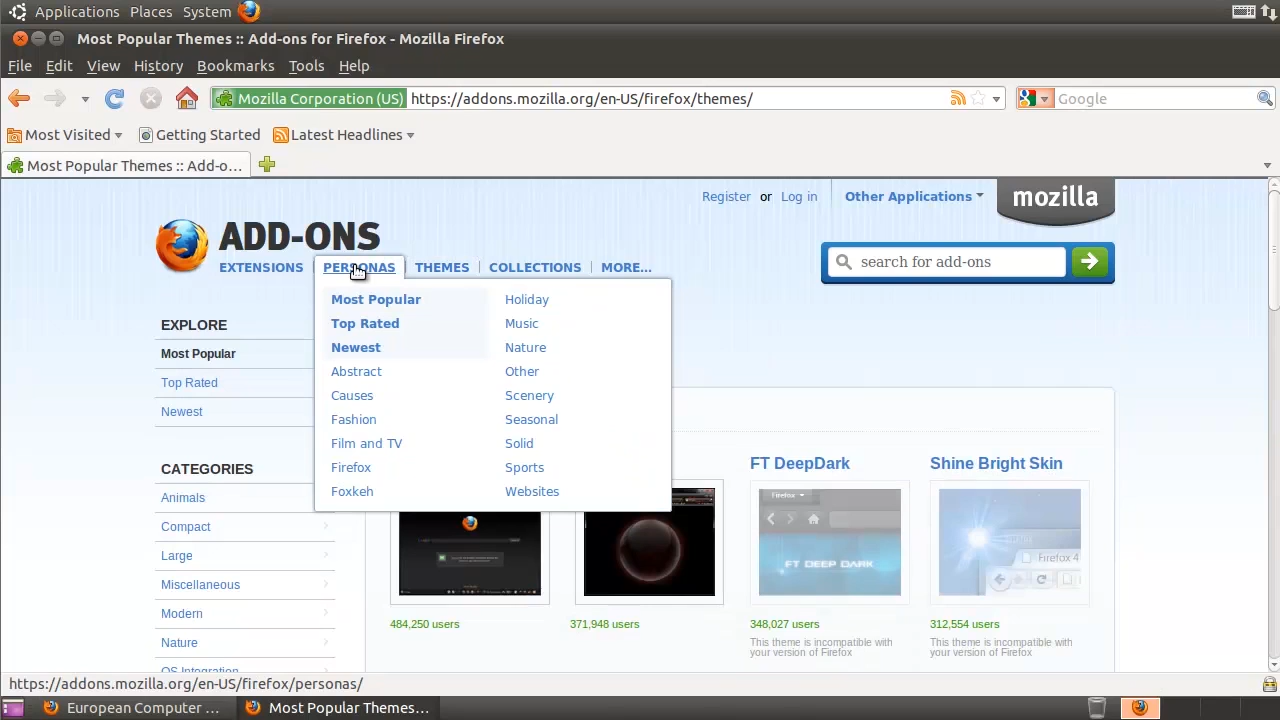 Applications Places System
Most Popular Themes :: Add-ons for Firefox - Mozilla Firefox
File Edit View History Bookmarks Tools Help
Mozilla Corporation (US) https://addons.mozilla.org/en-US/firefox/themes/ Google
Most Visited Getting Started Latest Headlines
Most Popular Themes :: Add-o...
Register or Log in Other Applications mozilla
ADD-ONS
EXTENSIONS PERSONAS THEMES COLLECTIONS MORE...
search for add-ons
Most Popular Holiday
Top Rated Music
Newest Nature
Abstract Other
Causes Scenery
Fashion Seasonal
Film and TV Solid
Firefox Sports
Foxkeh Websites
EXPLORE
Most Popular
Top Rated
Newest
CATEGORIES
Animals
Compact
Large
Miscellaneous
Modern
Nature
OS Integration
FT DeepDark Shine Bright Skin
Firefox
FT DEEP DARK
Firefox 4
484,250 users 371,948 users 348,027 users 312,554 users
This theme is incompatible with
your version of Firefox
This theme is incompatible with
your version of Firefox
https://addons.mozilla.org/en-US/firefox/personas/
European Computer ... Most Popular Themes...